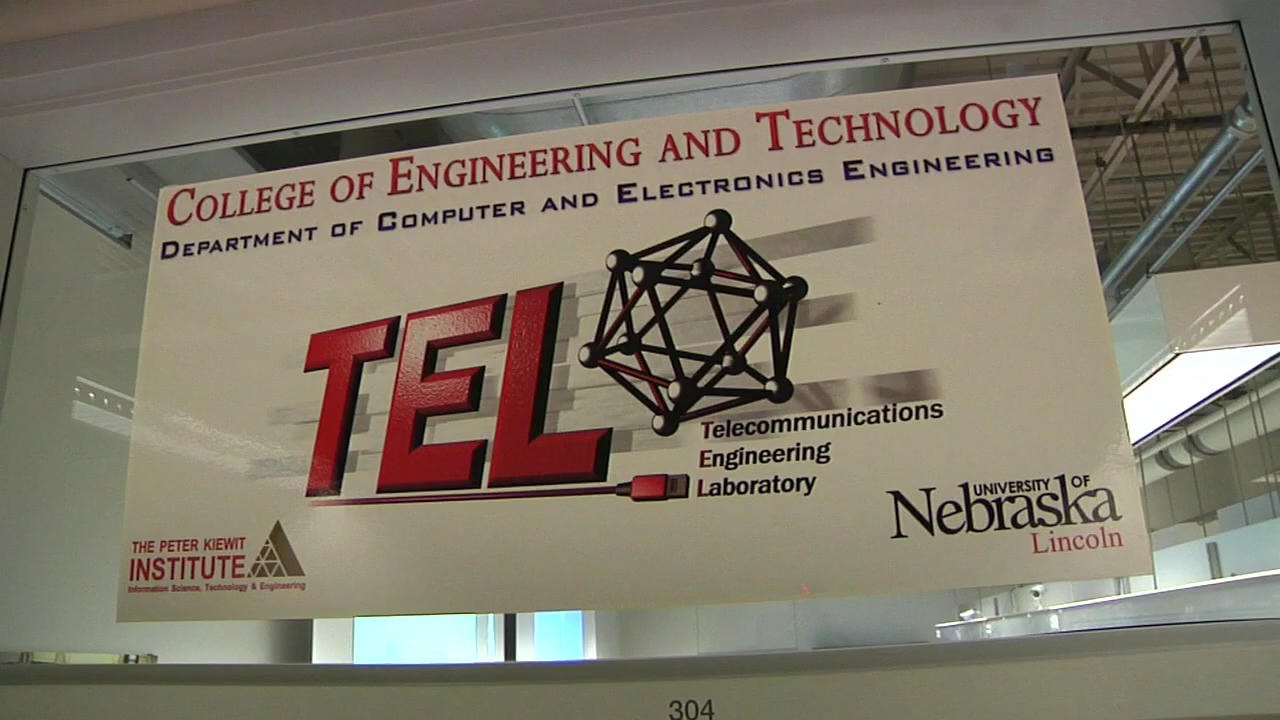 COLLEGE OF ENGINEERING AND TECHNOLOGY
DEPARTMENT OF COMPUTER AND ELECTRONICS ENGINEERING
TEL
Telecommunications
Engineering
Laboratory
THE PETER KIEWIT
INSTITUTE
Information Science, Technology & Engineering
UNIVERSITY OF
Nebraska
Lincoln
304